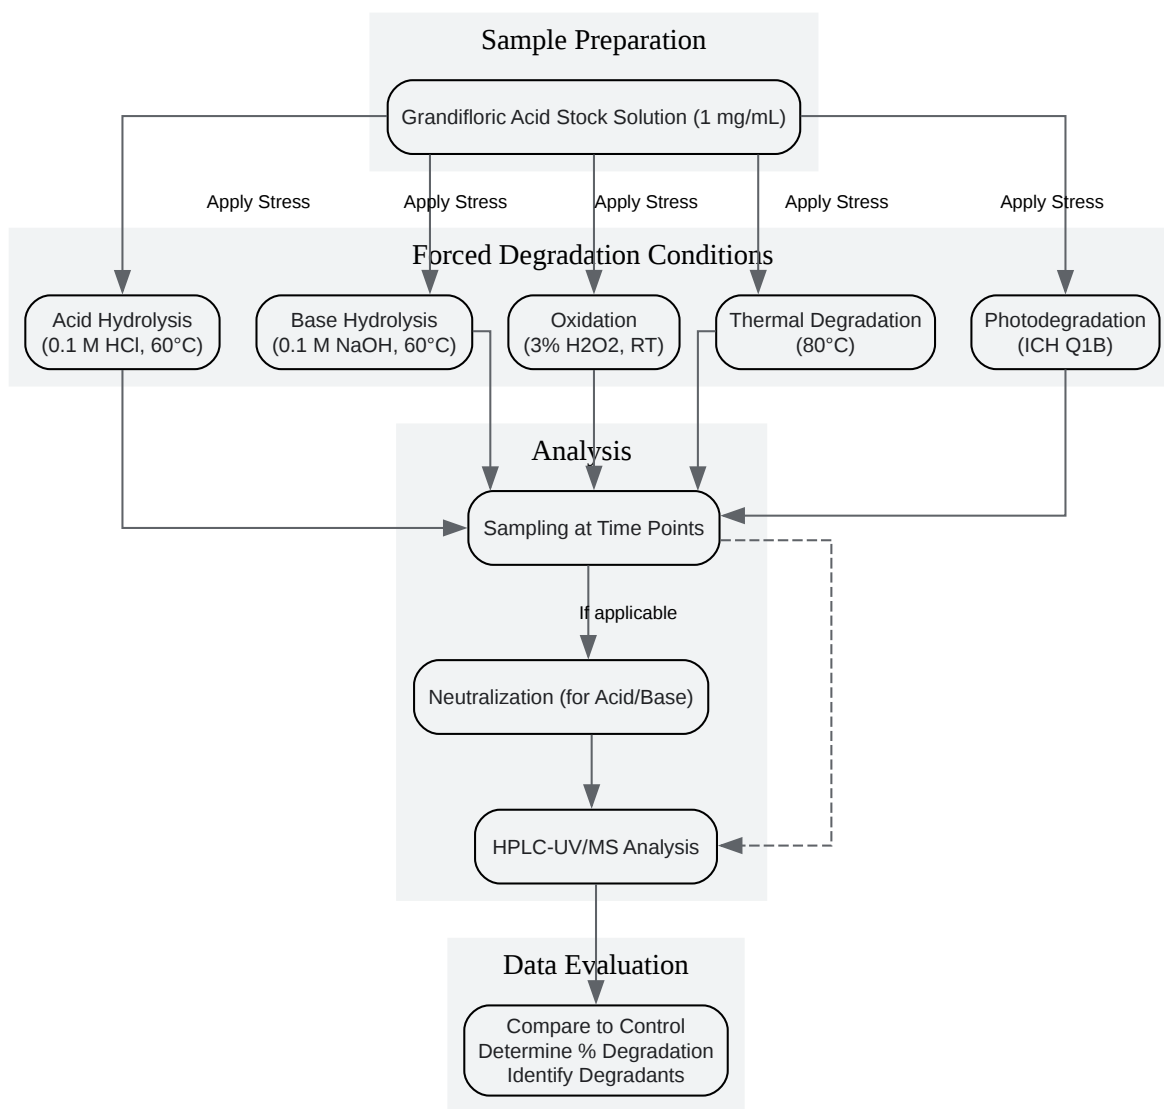 Sample Preparation
Grandifloric Acid Stock Solution (1 mg/mL)
Apply Stress
Apply Stress
Apply Stress
Apply Stress
Apply Stress
Forced Degradation Conditions
Acid Hydrolysis
(0.1 M HCl, 60°C)
Base Hydrolysis
(0.1 M NaOH, 60°C)
Oxidation
(3% H2O2, RT)
Thermal Degradation
(80°C)
Photodegradation
(ICH Q1B)
Analysis
Sampling at Time Points
If applicable
Neutralization (for Acid/Base)
HPLC-UV/MS Analysis
Data Evaluation
Compare to Control
Determine % Degradation
Identify Degradants